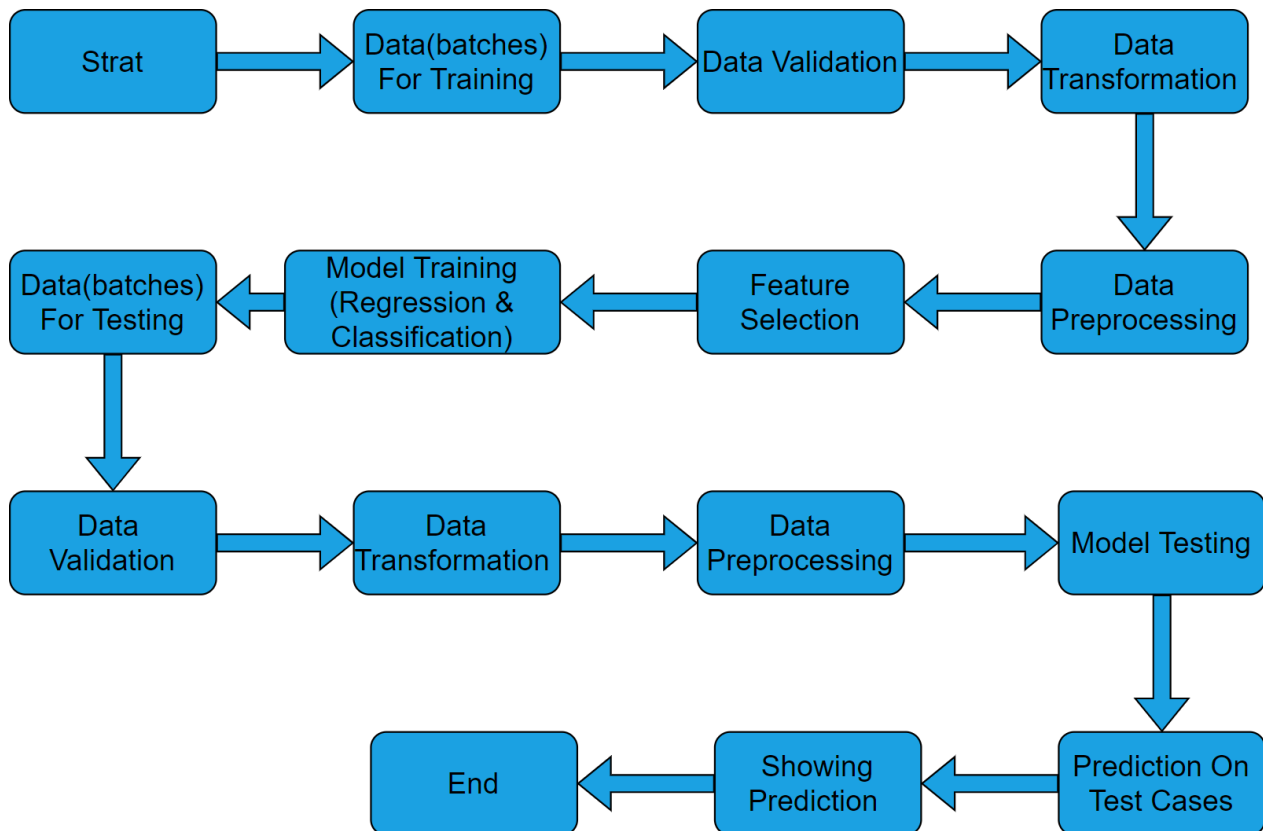 Strat
Data(batches)
For Training
Data Validation
Data
Transformation
Data
Preprocessing
Feature
Selection
Model Training
(Regression &
Classification)
Data(batches)
For Testing
Data
Validation
Data
Transformation
Data
Preprocessing
Model Testing
Prediction On
Test Cases
Showing
Prediction
End